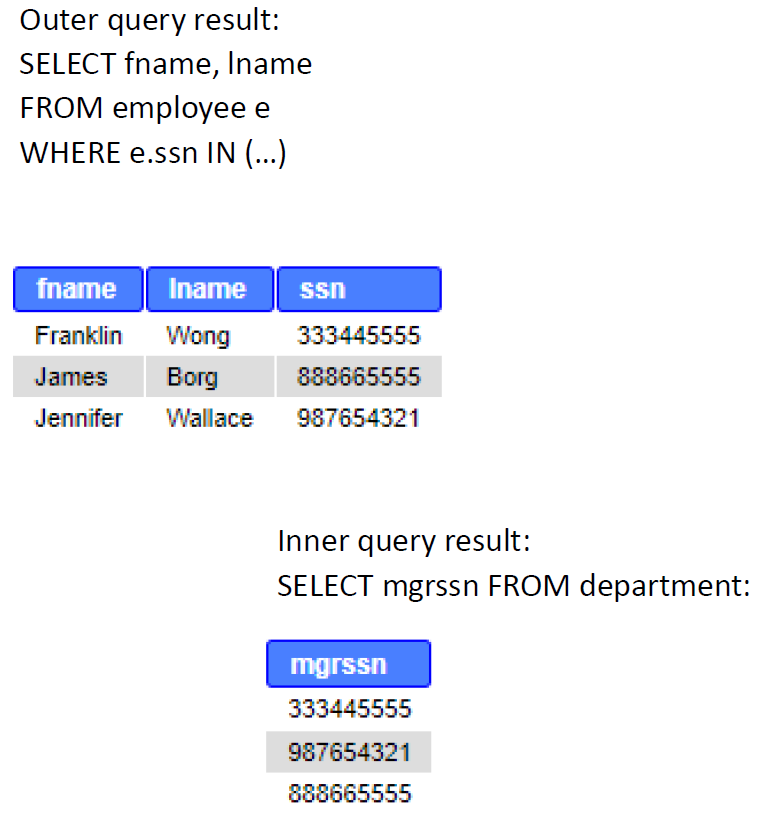 Outer query result:
SELECT fname, lname
FROM employee e
WHERE e.ssn IN (…)
fname lname ssn
Franklin Wong 333445555
James Borg 888665555
Jennifer Wallace 987654321
Inner query result:
SELECT mgrssn FROM department:
mgrssn
333445555
987654321
888665555